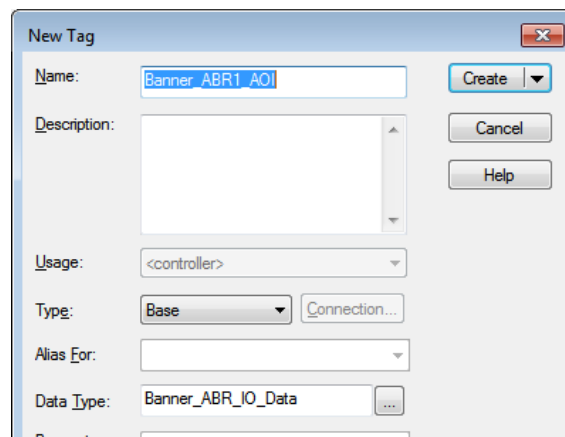 New Tag
Name: Banner_ABR1_AOI Create
Description: Cancel
Help
Usage: <controller>
Type: Base Connection...
Alias For:
Data Type: Banner_ABR_IO_Data ...